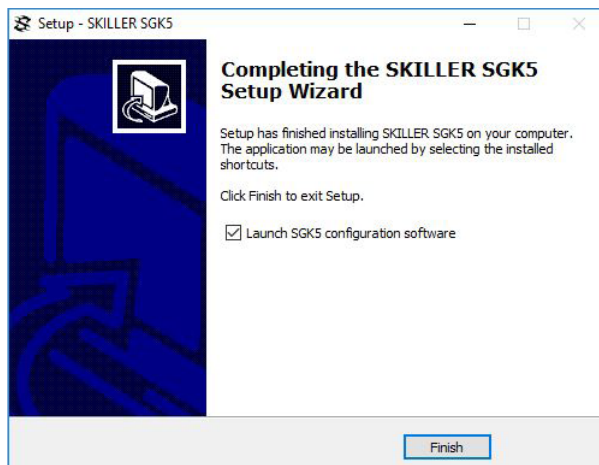 Setup - SKILLER SGK5
Completing the SKILLER SGK5
Setup Wizard
Setup has finished installing SKILLER SGK5 on your computer.
The application may be launched by selecting the installed
shortcuts.
Click Finish to exit Setup.
Launch SGK5 configuration software
Finish